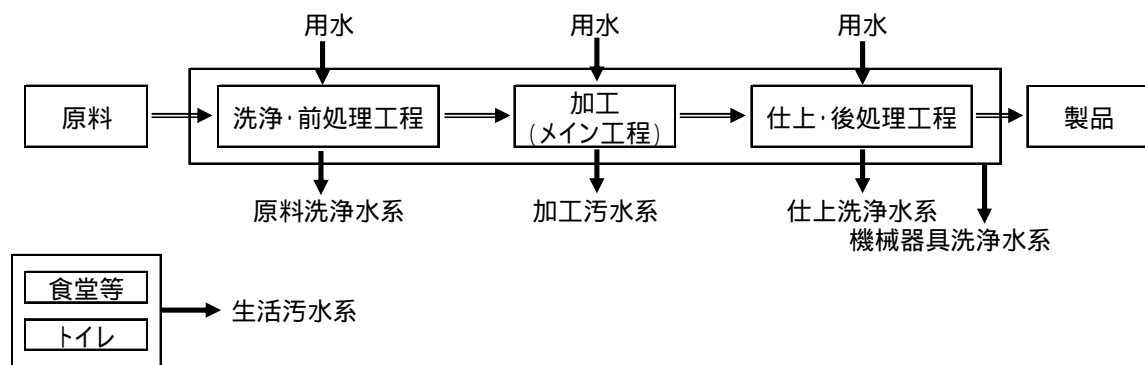 用水
用水
用水
原料
洗浄・前処理工程
加工
(メイン工程)
仕上・後処理工程
製品
原料洗浄水系
加工汚水系
仕上洗浄水系
機械器具洗浄水系
食堂等
生活汚水系
トイレ